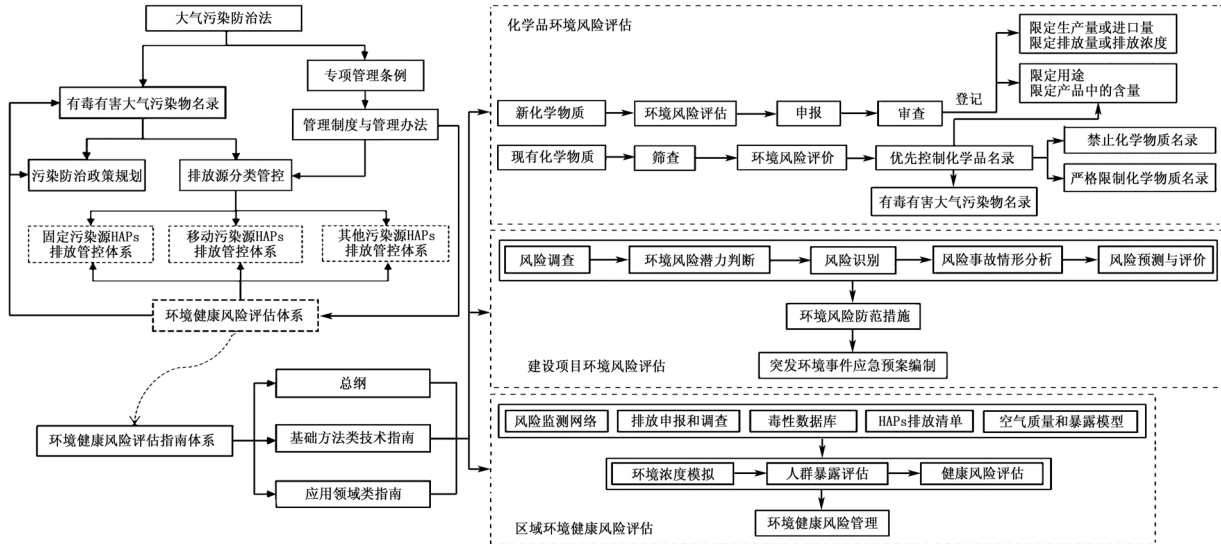 大气污染防治法
专项管理条例
有毒有害大气污染物名录
管理制度与管理办法
污染防治政策规划
排放源分类管控
固定污染源HAPs
排放管控体系
移动污染源HAPs
排放管控体系
其他污染源HAPs
排放管控体系
环境健康风险评估体系
环境健康风险评估指南体系
总纲
基础方法类技术指南
应用领域类指南
化学品环境风险评估
限定生产量或进口量
限定排放量或排放浓度
限定用途
限定产品中的含量
新化学物质
环境风险评估
申报
审查
登记
现有化学物质
筛查
环境风险评价
优先控制化学品名录
禁止化学物质名录
严格限制化学物质名录
有毒有害大气污染物名录
风险调查
环境风险潜力判断
风险识别
风险事故情形分析
风险预测与评价
环境风险防范措施
建设项目环境风险评估
突发环境事件应急预案编制
风险监测网络
排放申报和调查
毒性数据库
HAPs排放清单
空气质量和暴露模型
环境浓度模拟
人群暴露评估
健康风险评估
环境健康风险管理
区域环境健康风险评估